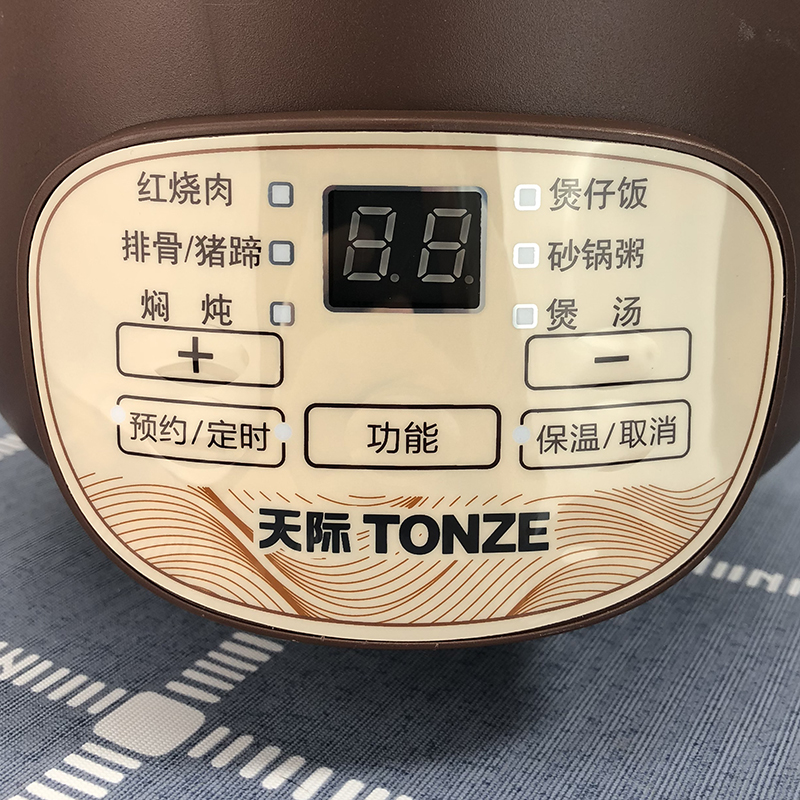 红烧肉
煲仔饭
排骨/猪蹄
砂锅粥
焖 炖
煲 汤
+
−
预约/定时
功能
保温/取消
天际 TONZE